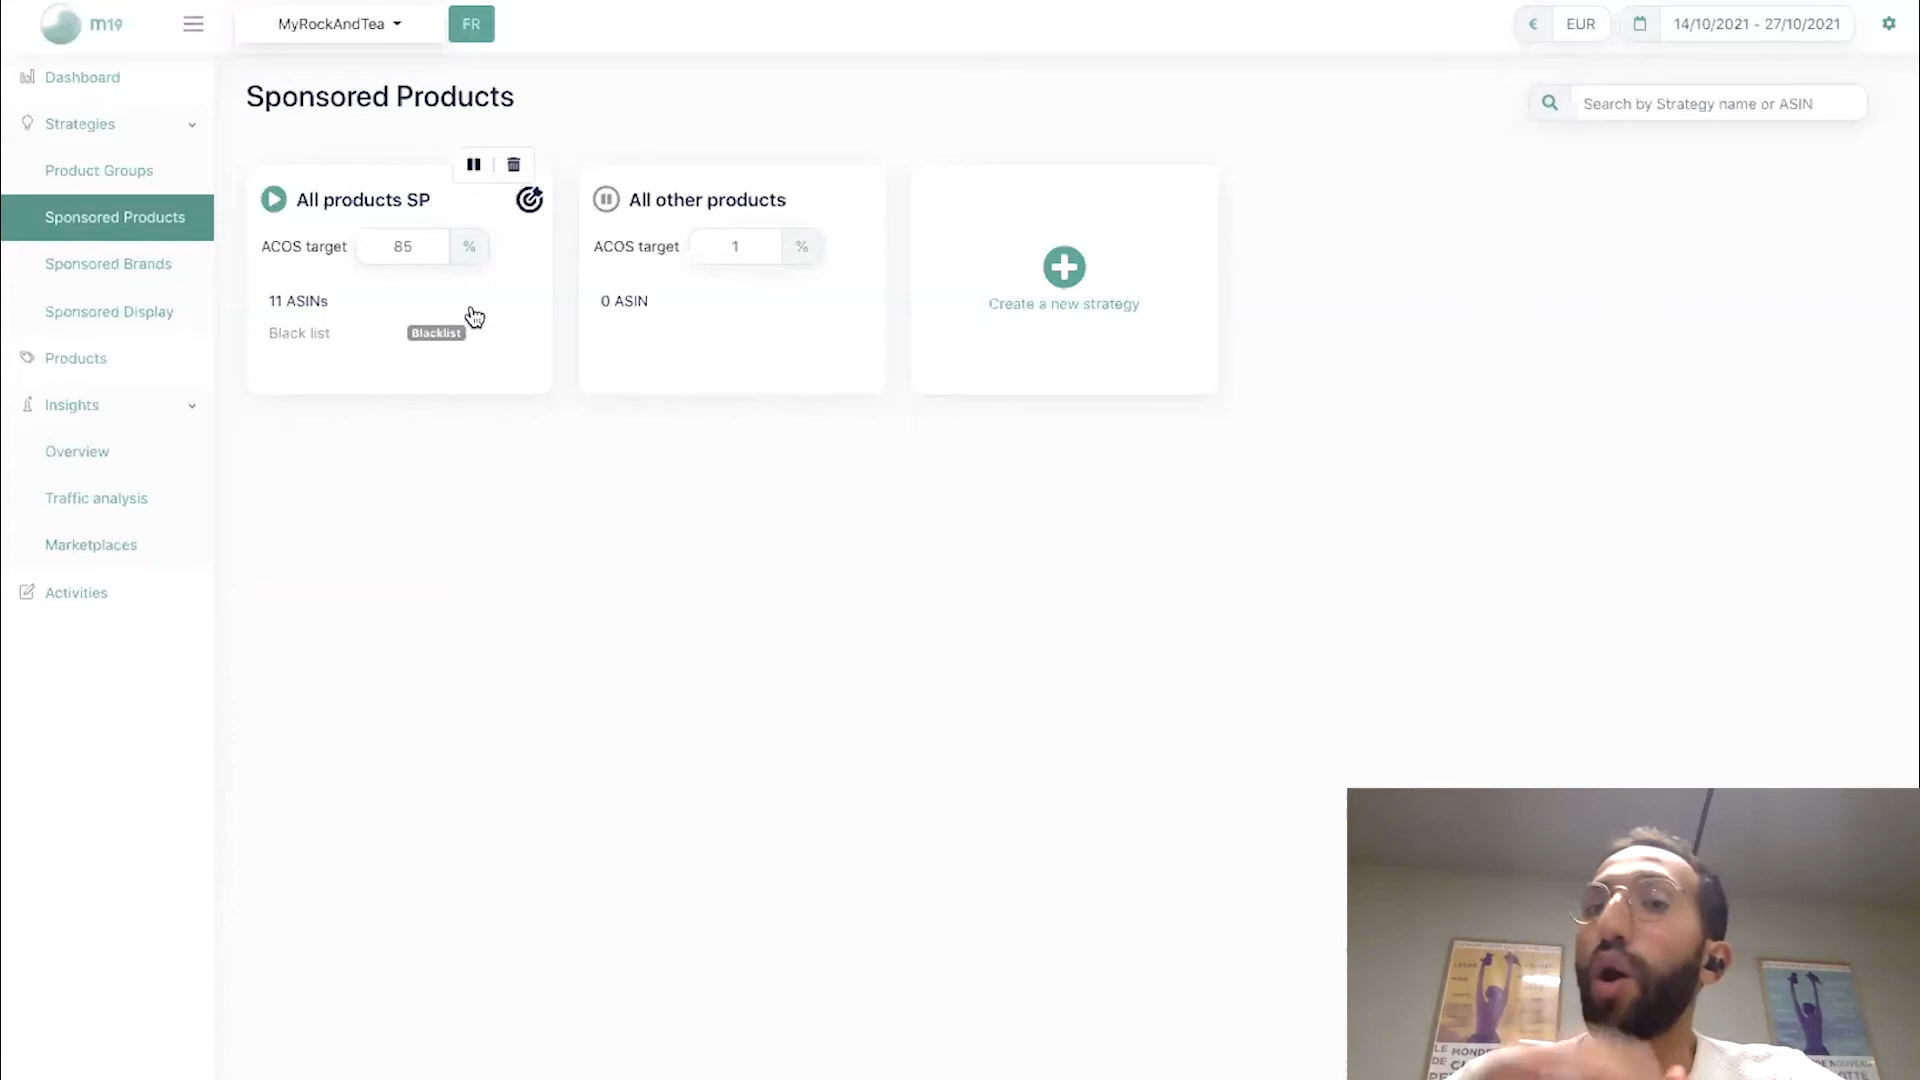 m19
MyRockAndTea
FR
€ EUR
14/10/2021 - 27/10/2021
Dashboard
Strategies
Product Groups
Sponsored Products
Sponsored Brands
Sponsored Display
Products
Insights
Overview
Traffic analysis
Marketplaces
Activities
Sponsored Products
Search by Strategy name or ASIN
All products SP
ACOS target 85 %
11 ASINs
Black list Blacklist
All other products
ACOS target 1 %
0 ASIN
Create a new strategy
LE MONDE
DE